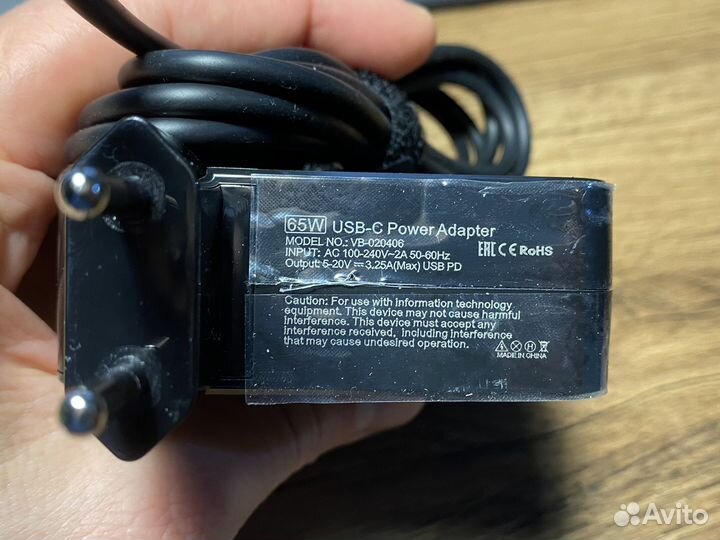 65W USB-C Power Adapter
MODEL NO.: VB-020406
INPUT: AC 100-240V~2A 50-60Hz
Output: 5-20V⎓3.25A(Max) USB PD
EAC CE RoHS
Caution: For use with information technology
equipment. This device may not cause harmful
interference. This device must accept any
interference received, Including interference
that may cause undesired operation.
MADE IN CHINA
Avito